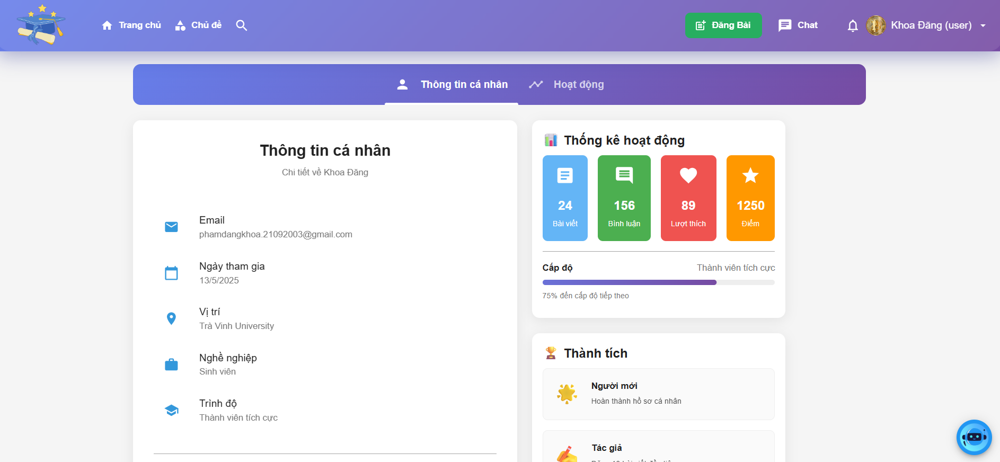 Trang chủ
Chủ đề
Đăng Bài
Chat
Khoa Đăng (user)
Thông tin cá nhân
Hoạt động
Thông tin cá nhân
Chi tiết về Khoa Đăng
Email
phamdangkhoa.21092003@gmail.com
Ngày tham gia
13/5/2025
Vị trí
Trà Vinh University
Nghề nghiệp
Sinh viên
Trình độ
Thành viên tích cực
Thống kê hoạt động
24
Bài viết
156
Bình luận
89
Lượt thích
1250
Điểm
Cấp độ
Thành viên tích cực
75% đến cấp độ tiếp theo
Thành tích
Người mới
Hoàn thành hồ sơ cá nhân
Tác giả